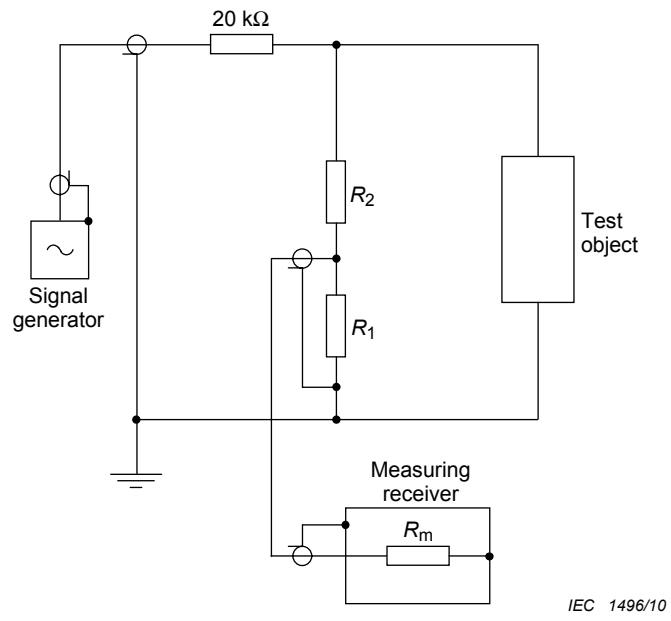 20 kΩ
R2
Test
object
Signal
generator
R1
Measuring
receiver
Rm
IEC 1496/10